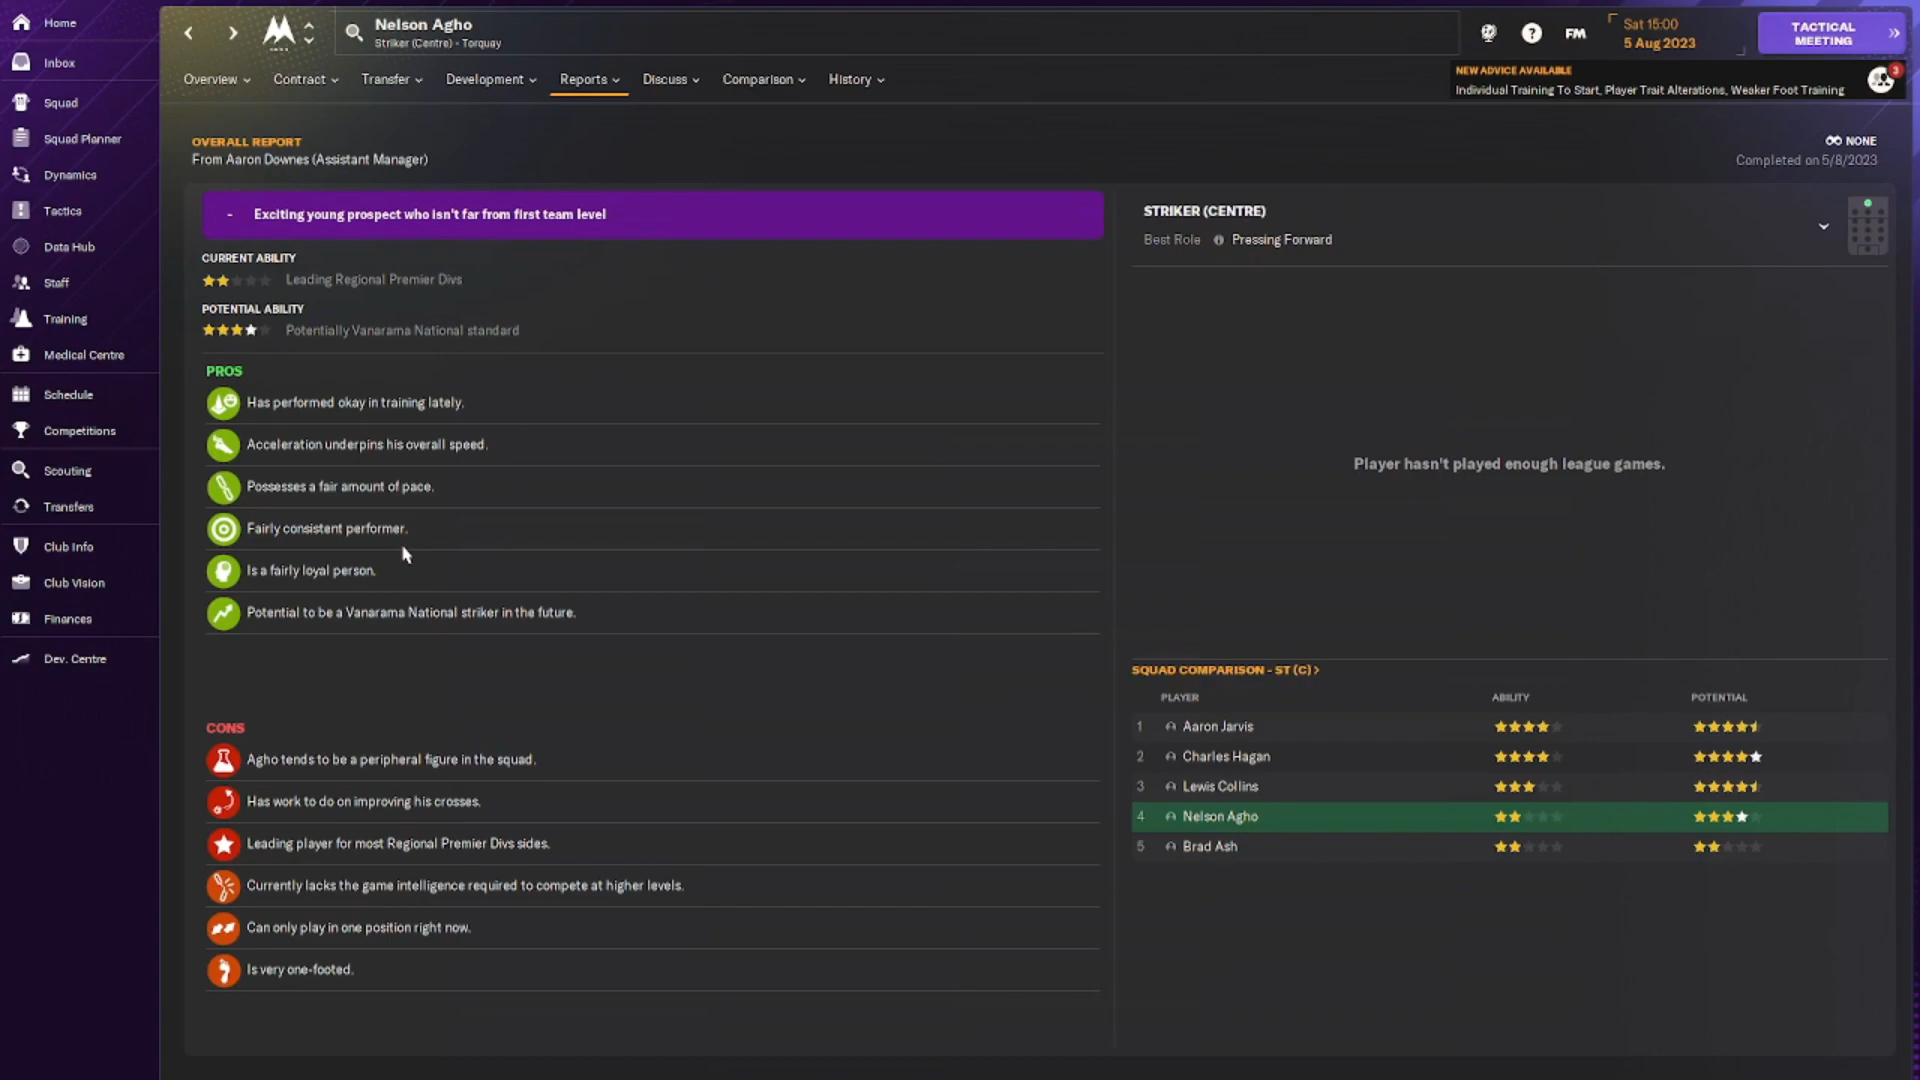 Home
Inbox
Squad
Squad Planner
Dynamics
Tactics
Data Hub
Staff
Training
Medical Centre
Schedule
Competitions
Scouting
Transfers
Club Info
Club Vision
Finances
Dev. Centre
Nelson Agho
Striker (Centre) - Torquay
FM
Sat 15:00
5 Aug 2023
TACTICAL MEETING
Overview
Contract
Transfer
Development
Reports
Discuss
Comparison
History
NEW ADVICE AVAILABLE
Individual Training To Start, Player Trait Alterations, Weaker Foot Training
3
OVERALL REPORT
From Aaron Downes (Assistant Manager)
NONE
Completed on 5/8/2023
- Exciting young prospect who isn't far from first team level
CURRENT ABILITY
Leading Regional Premier Divs
POTENTIAL ABILITY
Potentially Vanarama National standard
PROS
Has performed okay in training lately.
Acceleration underpins his overall speed.
Possesses a fair amount of pace.
Fairly consistent performer.
Is a fairly loyal person.
Potential to be a Vanarama National striker in the future.
CONS
Agho tends to be a peripheral figure in the squad.
Has work to do on improving his crosses.
Leading player for most Regional Premier Divs sides.
Currently lacks the game intelligence required to compete at higher levels.
Can only play in one position right now.
Is very one-footed.
STRIKER (CENTRE)
Best Role Pressing Forward
Player hasn't played enough league games.
SQUAD COMPARISON - ST (C) >
PLAYER ABILITY POTENTIAL
1 Aaron Jarvis
2 Charles Hagan
3 Lewis Collins
4 Nelson Agho
5 Brad Ash